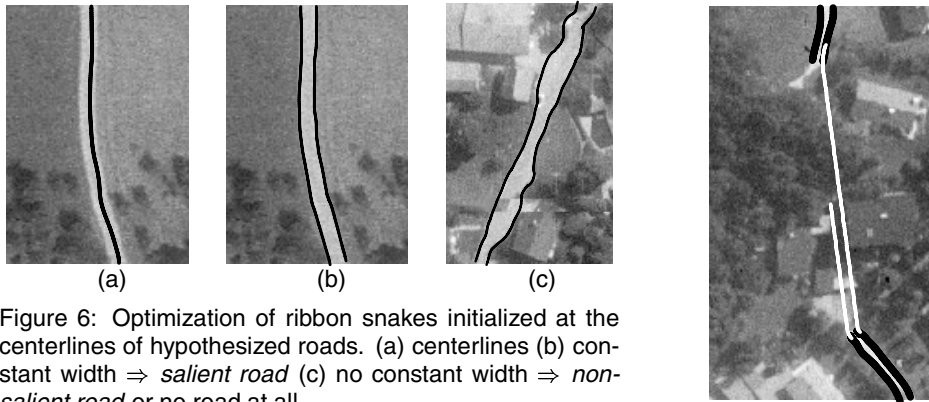 (a)
(b)
(c)
Figure 6: Optimization of ribbon snakes initialized at the
centerlines of hypothesized roads. (a) centerlines (b) con-
stant width ⇒ salient road (c) no constant width ⇒ non-
salient road or no road at all